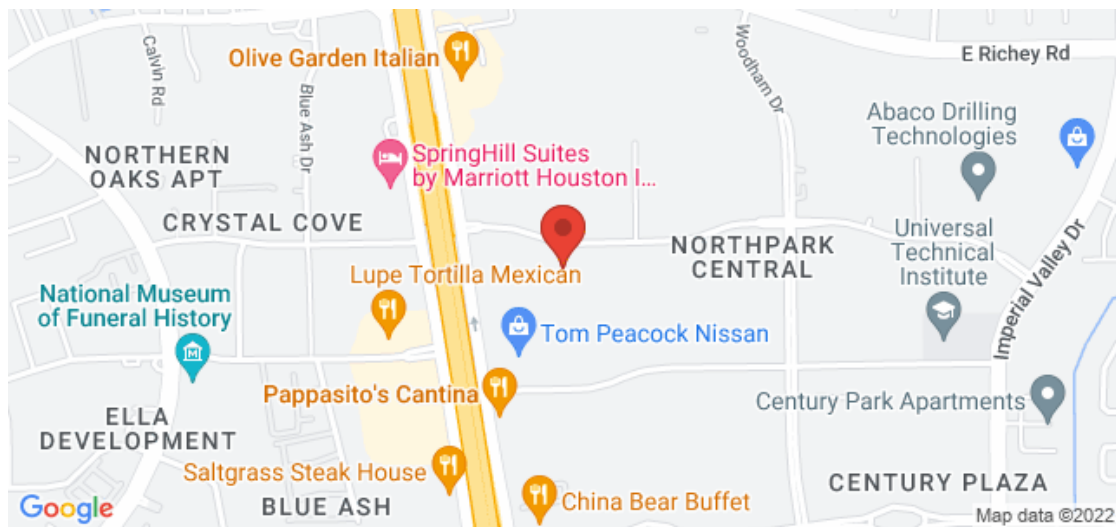 Calvin Rd
Olive Garden Italian
Blue Ash Dr
Woodham Dr
E Richey Rd
Abaco Drilling
Technologies
NORTHERN
OAKS APT
SpringHill Suites
by Marriott Houston I...
CRYSTAL COVE
NORTHPARK
CENTRAL
Universal
Technical
Institute
Imperial Valley Dr
Lupe Tortilla Mexican
National Museum
of Funeral History
Tom Peacock Nissan
Pappasito's Cantina
Century Park Apartments
ELLA
DEVELOPMENT
Saltgrass Steak House
BLUE ASH
China Bear Buffet
CENTURY PLAZA
Google
Map data ©2022